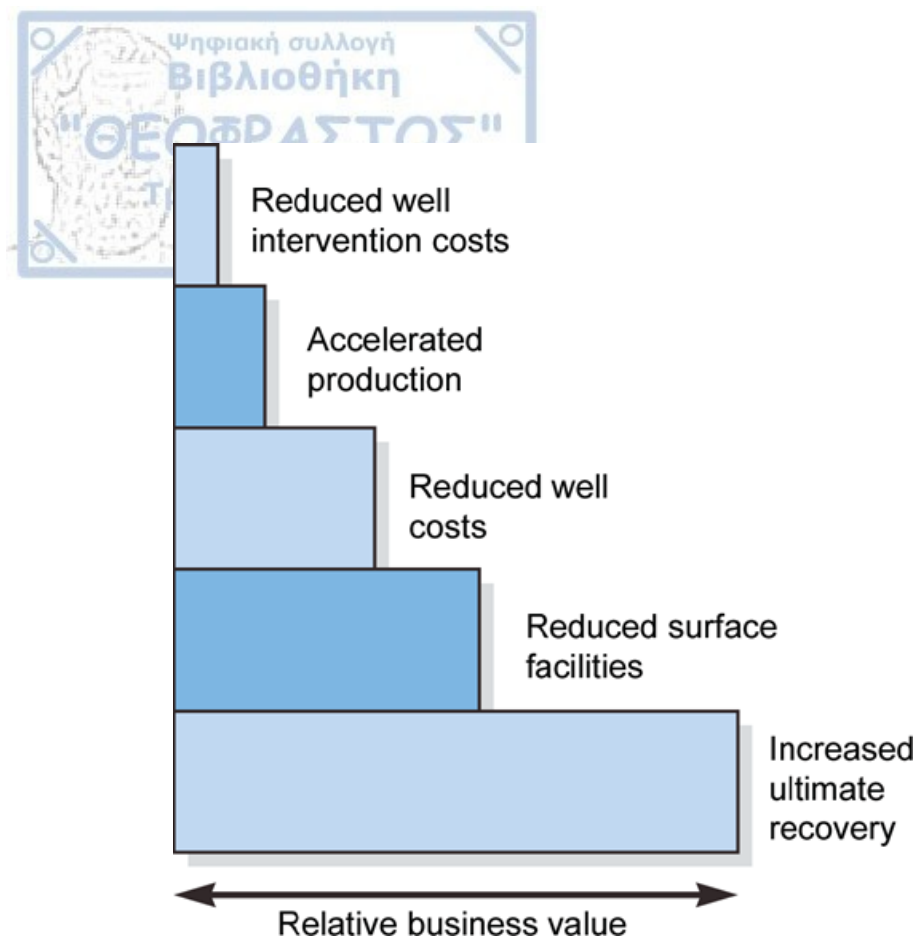 Ψηφιακή συλλογή
Βιβλιοθήκη
"ΘΕΟΦΡΑΣΤΟΣ"
Reduced well
intervention costs
Accelerated
production
Reduced well
costs
Reduced surface
facilities
Increased
ultimate
recovery
Relative business value